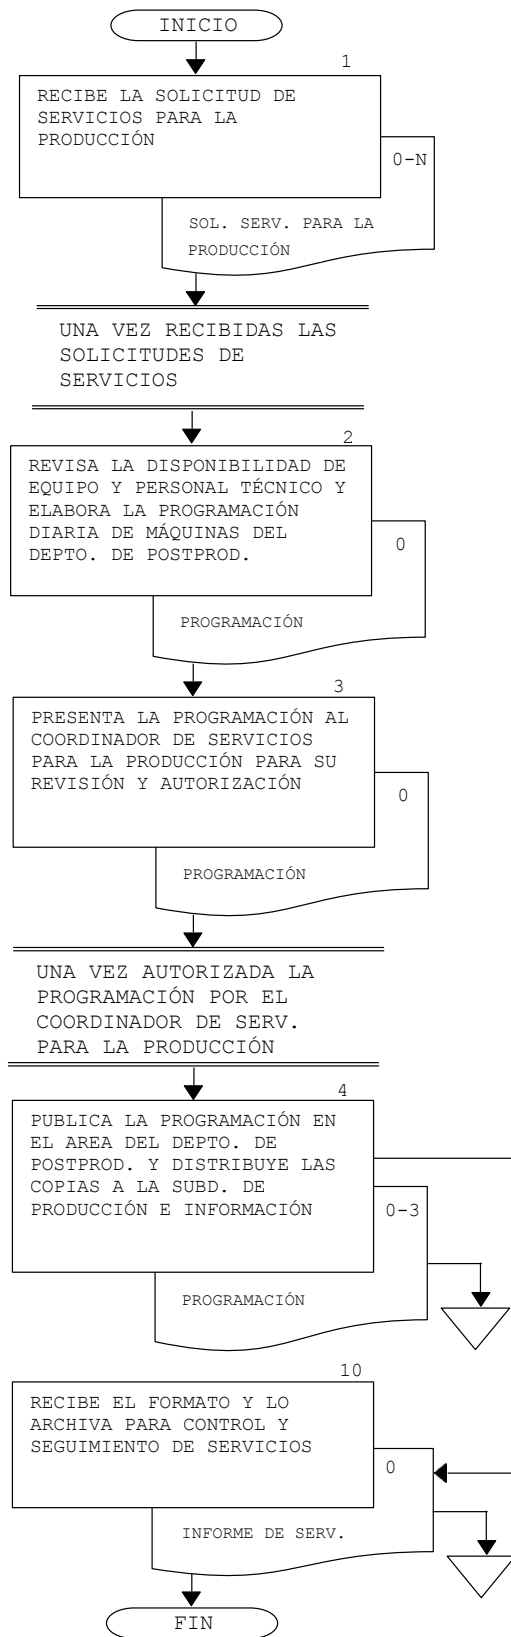 INICIO
1
RECIBE LA SOLICITUD DE
SERVICIOS PARA LA
PRODUCCIÓN
0-N
SOL. SERV. PARA LA
PRODUCCIÓN
UNA VEZ RECIBIDAS LAS
SOLICITUDES DE
SERVICIOS
2
REVISA LA DISPONIBILIDAD DE
EQUIPO Y PERSONAL TÉCNICO Y
ELABORA LA PROGRAMACIÓN
DIARIA DE MÁQUINAS DEL
DEPTO. DE POSTPROD.
0
PROGRAMACIÓN
3
PRESENTA LA PROGRAMACIÓN AL
COORDINADOR DE SERVICIOS
PARA LA PRODUCCIÓN PARA SU
REVISIÓN Y AUTORIZACIÓN
0
PROGRAMACIÓN
UNA VEZ AUTORIZADA LA
PROGRAMACIÓN POR EL
COORDINADOR DE SERV.
PARA LA PRODUCCIÓN
4
PUBLICA LA PROGRAMACIÓN EN
EL AREA DEL DEPTO. DE
POSTPROD. Y DISTRIBUYE LAS
COPIAS A LA SUBD. DE
PRODUCCIÓN E INFORMACIÓN
0-3
PROGRAMACIÓN
10
RECIBE EL FORMATO Y LO
ARCHIVA PARA CONTROL Y
SEGUIMIENTO DE SERVICIOS
0
INFORME DE SERV.
FIN